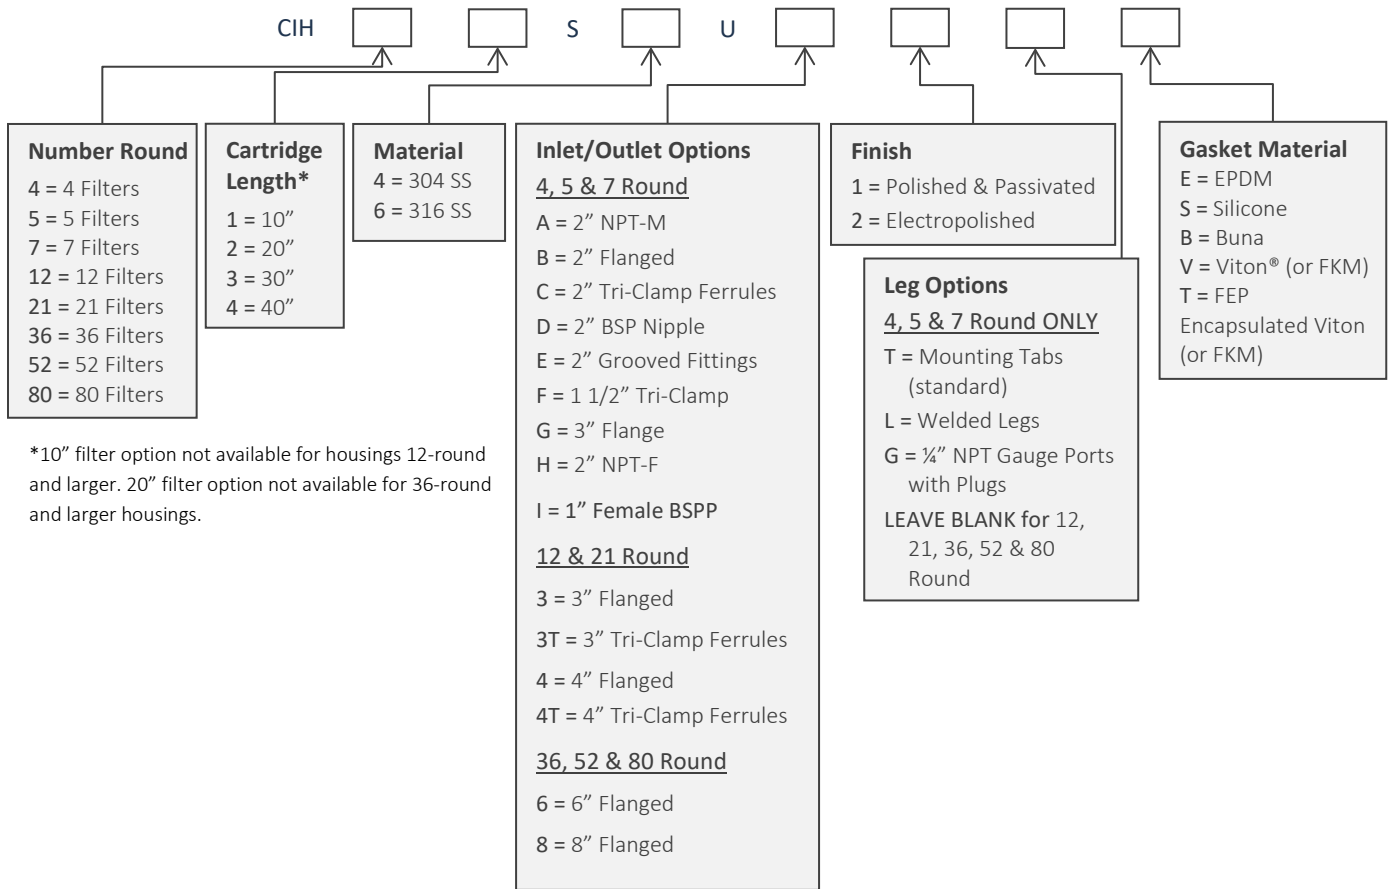 CIH S U
Number Round
4 = 4 Filters
5 = 5 Filters
7 = 7 Filters
12 = 12 Filters
21 = 21 Filters
36 = 36 Filters
52 = 52 Filters
80 = 80 Filters
Cartridge
Length*
1 = 10”
2 = 20”
3 = 30”
4 = 40”
Material
4 = 304 SS
6 = 316 SS
Inlet/Outlet Options
4, 5 & 7 Round
A = 2” NPT-M
B = 2” Flanged
C = 2” Tri-Clamp Ferrules
D = 2” BSP Nipple
E = 2” Grooved Fittings
F = 1 1/2” Tri-Clamp
G = 3” Flange
H = 2” NPT-F
I = 1” Female BSPP
12 & 21 Round
3 = 3” Flanged
3T = 3” Tri-Clamp Ferrules
4 = 4” Flanged
4T = 4” Tri-Clamp Ferrules
36, 52 & 80 Round
6 = 6” Flanged
8 = 8” Flanged
Finish
1 = Polished & Passivated
2 = Electropolished
Leg Options
4, 5 & 7 Round ONLY
T = Mounting Tabs
(standard)
L = Welded Legs
G = ¼” NPT Gauge Ports
with Plugs
LEAVE BLANK for 12,
21, 36, 52 & 80
Round
Gasket Material
E = EPDM
S = Silicone
B = Buna
V = Viton® (or FKM)
T = FEP
Encapsulated Viton
(or FKM)
*10” filter option not available for housings 12-round
and larger. 20” filter option not available for 36-round
and larger housings.